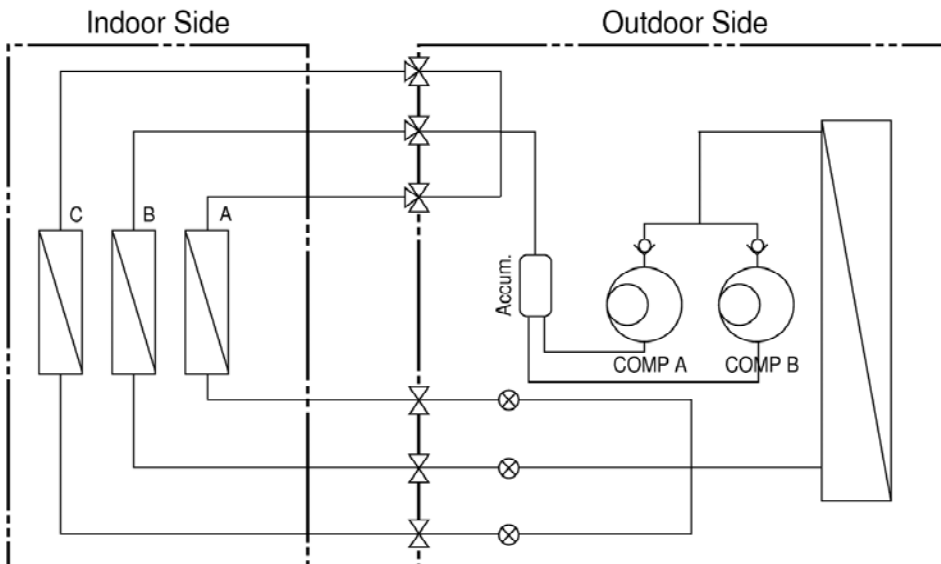 Indoor Side
Outdoor Side
C
B
A
Accum.
COMP A
COMP B